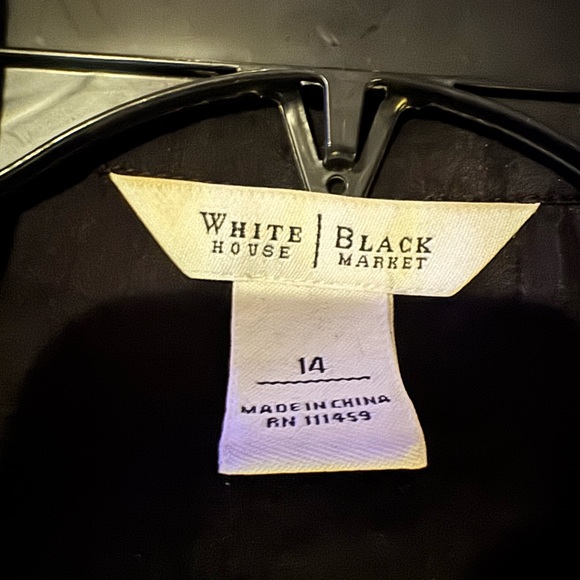 WHITE | BLACK
HOUSE | MARKET
14
MADE IN CHINA
RN 111459